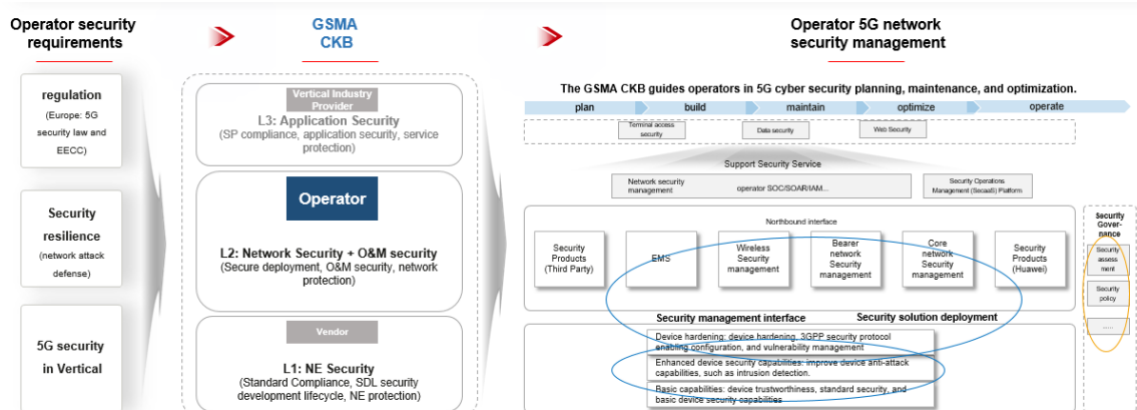 Operator security
requirements
GSMA
CKB
Operator 5G network
security management
regulation
(Europe: 5G
security law and
EECC)
Security
resilience
(network attack
defense)
5G security
in Vertical
Vertical Industry
Provider
L3: Application Security
(SP compliance, application security, service
protection)
Operator
L2: Network Security + O&M security
(Secure deployment, O&M security, network
protection)
Vendor
L1: NE Security
(Standard Compliance, SDL security
development lifecycle, NE protection)
The GSMA CKB guides operators in 5G cyber security planning, maintenance, and optimization.
plan
build
maintain
optimize
operate
Terminal access
security
Data security
Web Security
Support Security Service
Network security
management
operator SOC/SOAR/IAM...
Security Operations
Management (SecaaS) Platform
Northbound interface
Security
Products
(Third Party)
EMS
Wireless
Security
management
Bearer
network
Security
management
Core
network
Security
management
Security
Products
(Huawei)
Security management interface
Security solution deployment
Device hardening: device hardening, 3GPP security protocol
enabling configuration, and vulnerability management
Enhanced device security capabilities: improve device anti-attack
capabilities, such as intrusion detection.
Basic capabilities: device trustworthiness, standard security, and
basic device security capabilities
Security
Gover-
nance
Security
assess
ment
Security
policy
.....